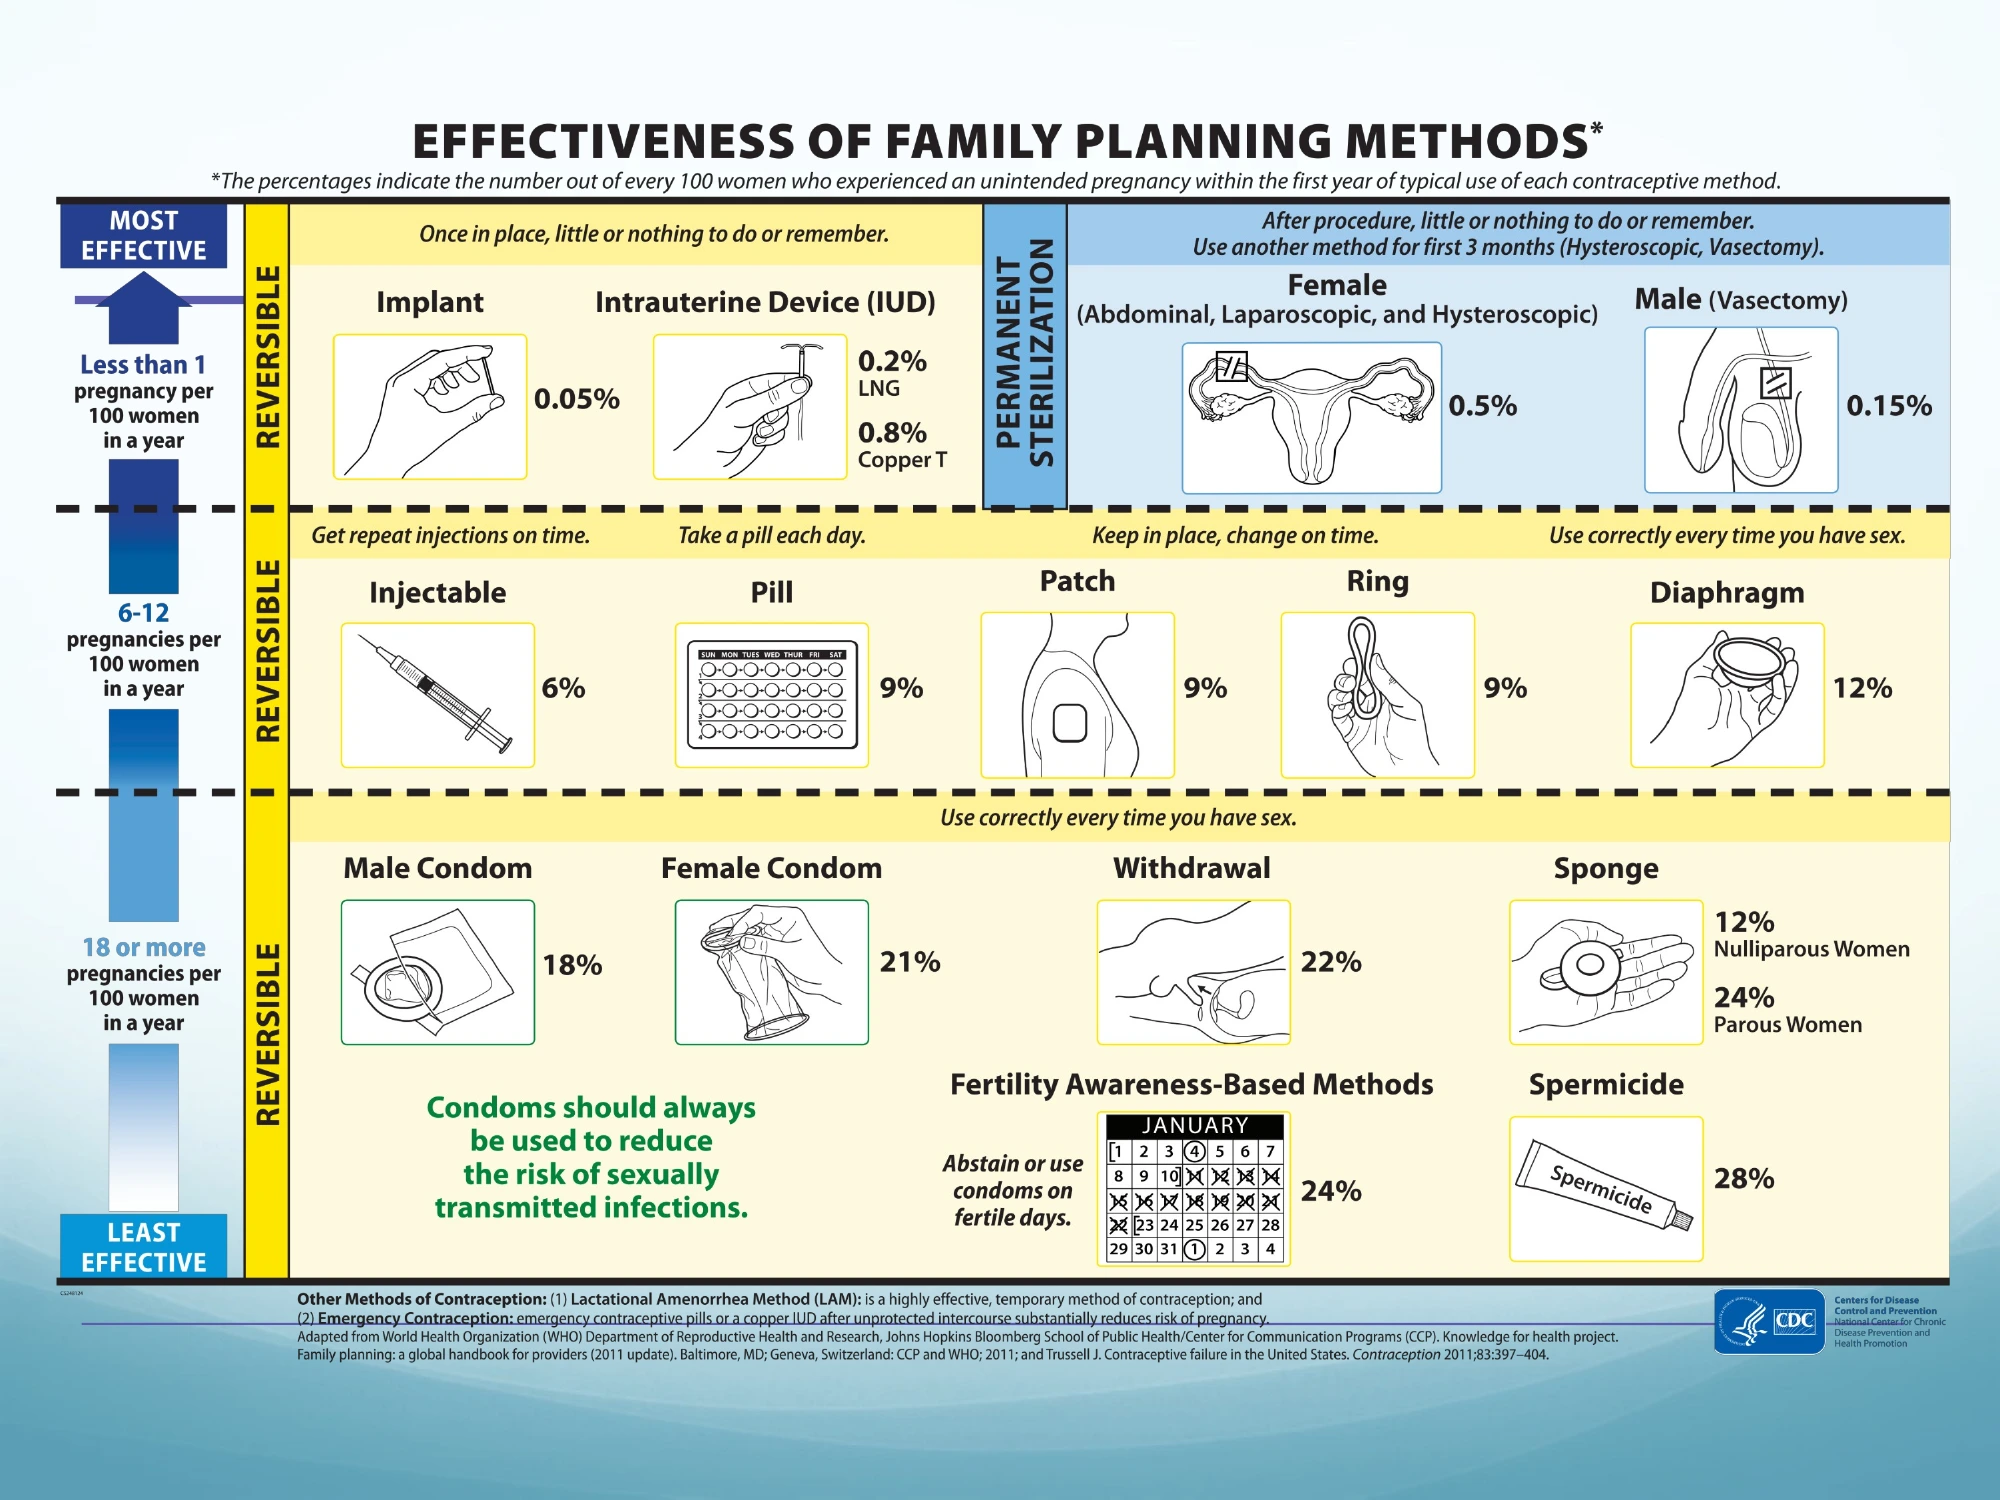 EFFECTIVENESS OF FAMILY PLANNING METHODS*
*The percentages indicate the number out of every 100 women who experienced an unintended pregnancy within the first year of typical use of each contraceptive method.
MOST
EFFECTIVE
Less than 1
pregnancy per
100 women
in a year
REVERSIBLE
Once in place, little or nothing to do or remember.
Implant
0.05%
Intrauterine Device (IUD)
0.2%
LNG
0.8%
Copper T
PERMANENT
STERILIZATION
After procedure, little or nothing to do or remember.
Use another method for first 3 months (Hysteroscopic, Vasectomy).
Female
(Abdominal, Laparoscopic, and Hysteroscopic)
0.5%
Male (Vasectomy)
0.15%
6-12
pregnancies per
100 women
in a year
REVERSIBLE
Get repeat injections on time.
Injectable
6%
Take a pill each day.
Pill
SUN MON TUES WED THUR FRI SAT
9%
Keep in place, change on time.
Patch
9%
Ring
9%
Use correctly every time you have sex.
Diaphragm
12%
18 or more
pregnancies per
100 women
in a year
LEAST
EFFECTIVE
REVERSIBLE
Use correctly every time you have sex.
Male Condom
18%
Female Condom
21%
Withdrawal
22%
Sponge
12%
Nulliparous Women
24%
Parous Women
Condoms should always
be used to reduce
the risk of sexually
transmitted infections.
Fertility Awareness-Based Methods
Abstain or use
condoms on
fertile days.
JANUARY
[1 2 3 4 5 6 7
8 9 10] 11 12 13 14
15 16 17 18 19 20 21
22 [23 24 25 26 27 28
29 30 31 1 2 3 4
24%
Spermicide
Spermicide
28%
CS248124
Other Methods of Contraception: (1) Lactational Amenorrhea Method (LAM): is a highly effective, temporary method of contraception; and
(2) Emergency Contraception: emergency contraceptive pills or a copper IUD after unprotected intercourse substantially reduces risk of pregnancy.
Adapted from World Health Organization (WHO) Department of Reproductive Health and Research, Johns Hopkins Bloomberg School of Public Health/Center for Communication Programs (CCP). Knowledge for health project.
Family planning: a global handbook for providers (2011 update). Baltimore, MD; Geneva, Switzerland: CCP and WHO; 2011; and Trussell J. Contraceptive failure in the United States. Contraception 2011;83:397–404.
CDC
Centers for Disease
Control and Prevention
National Center for Chronic
Disease Prevention and
Health Promotion